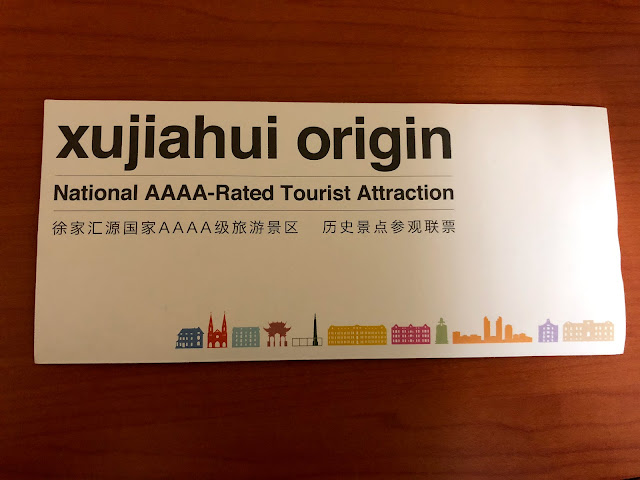 xujiahui origin
National AAAA-Rated Tourist Attraction
徐家汇源国家AAAA级旅游景区 历史景点参观联票